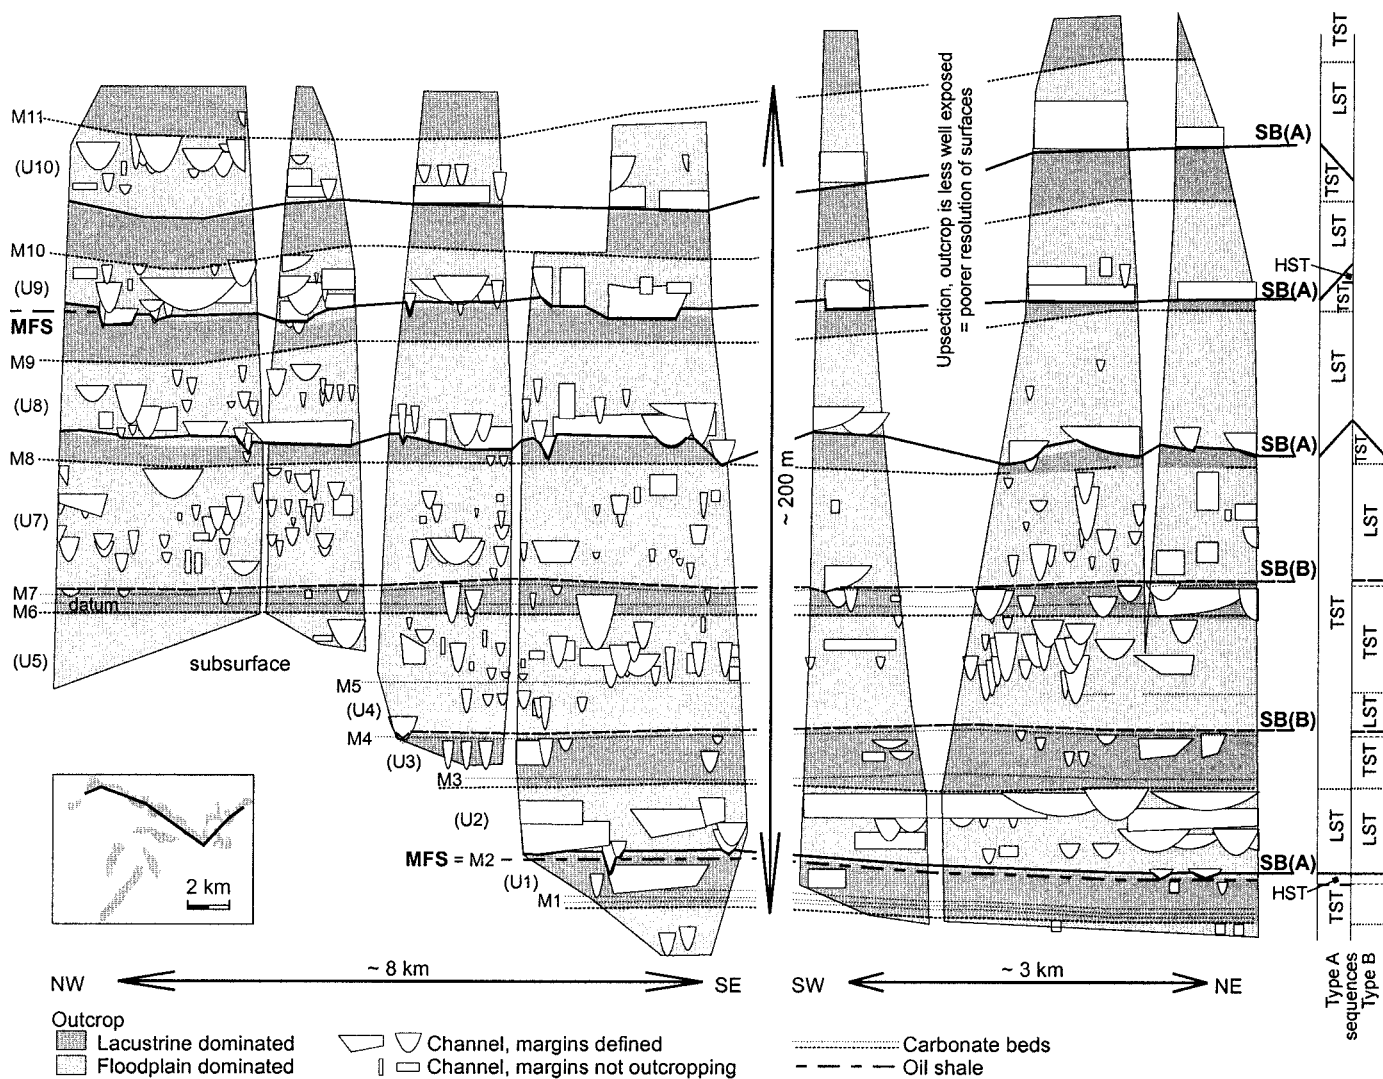 M11
(U10)
M10
(U9)
MFS
M9
(U8)
M8
(U7)
M7
datum
M6
(U5)
subsurface
M5
(U4)
M4
(U3)
M3
(U2)
MFS = M2
(U1)
M1
2 km
~ 200 m
Upsection, outcrop is less well exposed
= poorer resolution of surfaces
SB(A)
SB(A)
SB(A)
SB(B)
SB(B)
SB(A)
HST
HST
TST
LST
TST
LST
TST
LST
TST
LST
TST
TST
LST
TST
LST
LST
TST
Type A
sequences
Type B
NW
~ 8 km
SE
SW
~ 3 km
NE
Outcrop
Lacustrine dominated
Floodplain dominated
Channel, margins defined
Channel, margins not outcropping
Carbonate beds
Oil shale